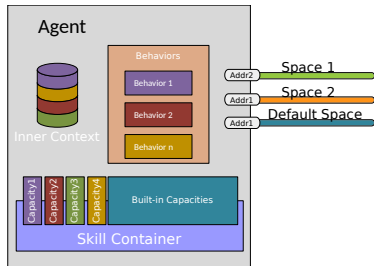 Agent
Behaviors
Behavior 1
Behavior 2
Behavior n
Inner Context
Addr2
Space 1
Addr1
Space 2
Addr1
Default Space
Capacity1
Capacity2
Capacity3
Capacity4
Built-in Capacities
Skill Container